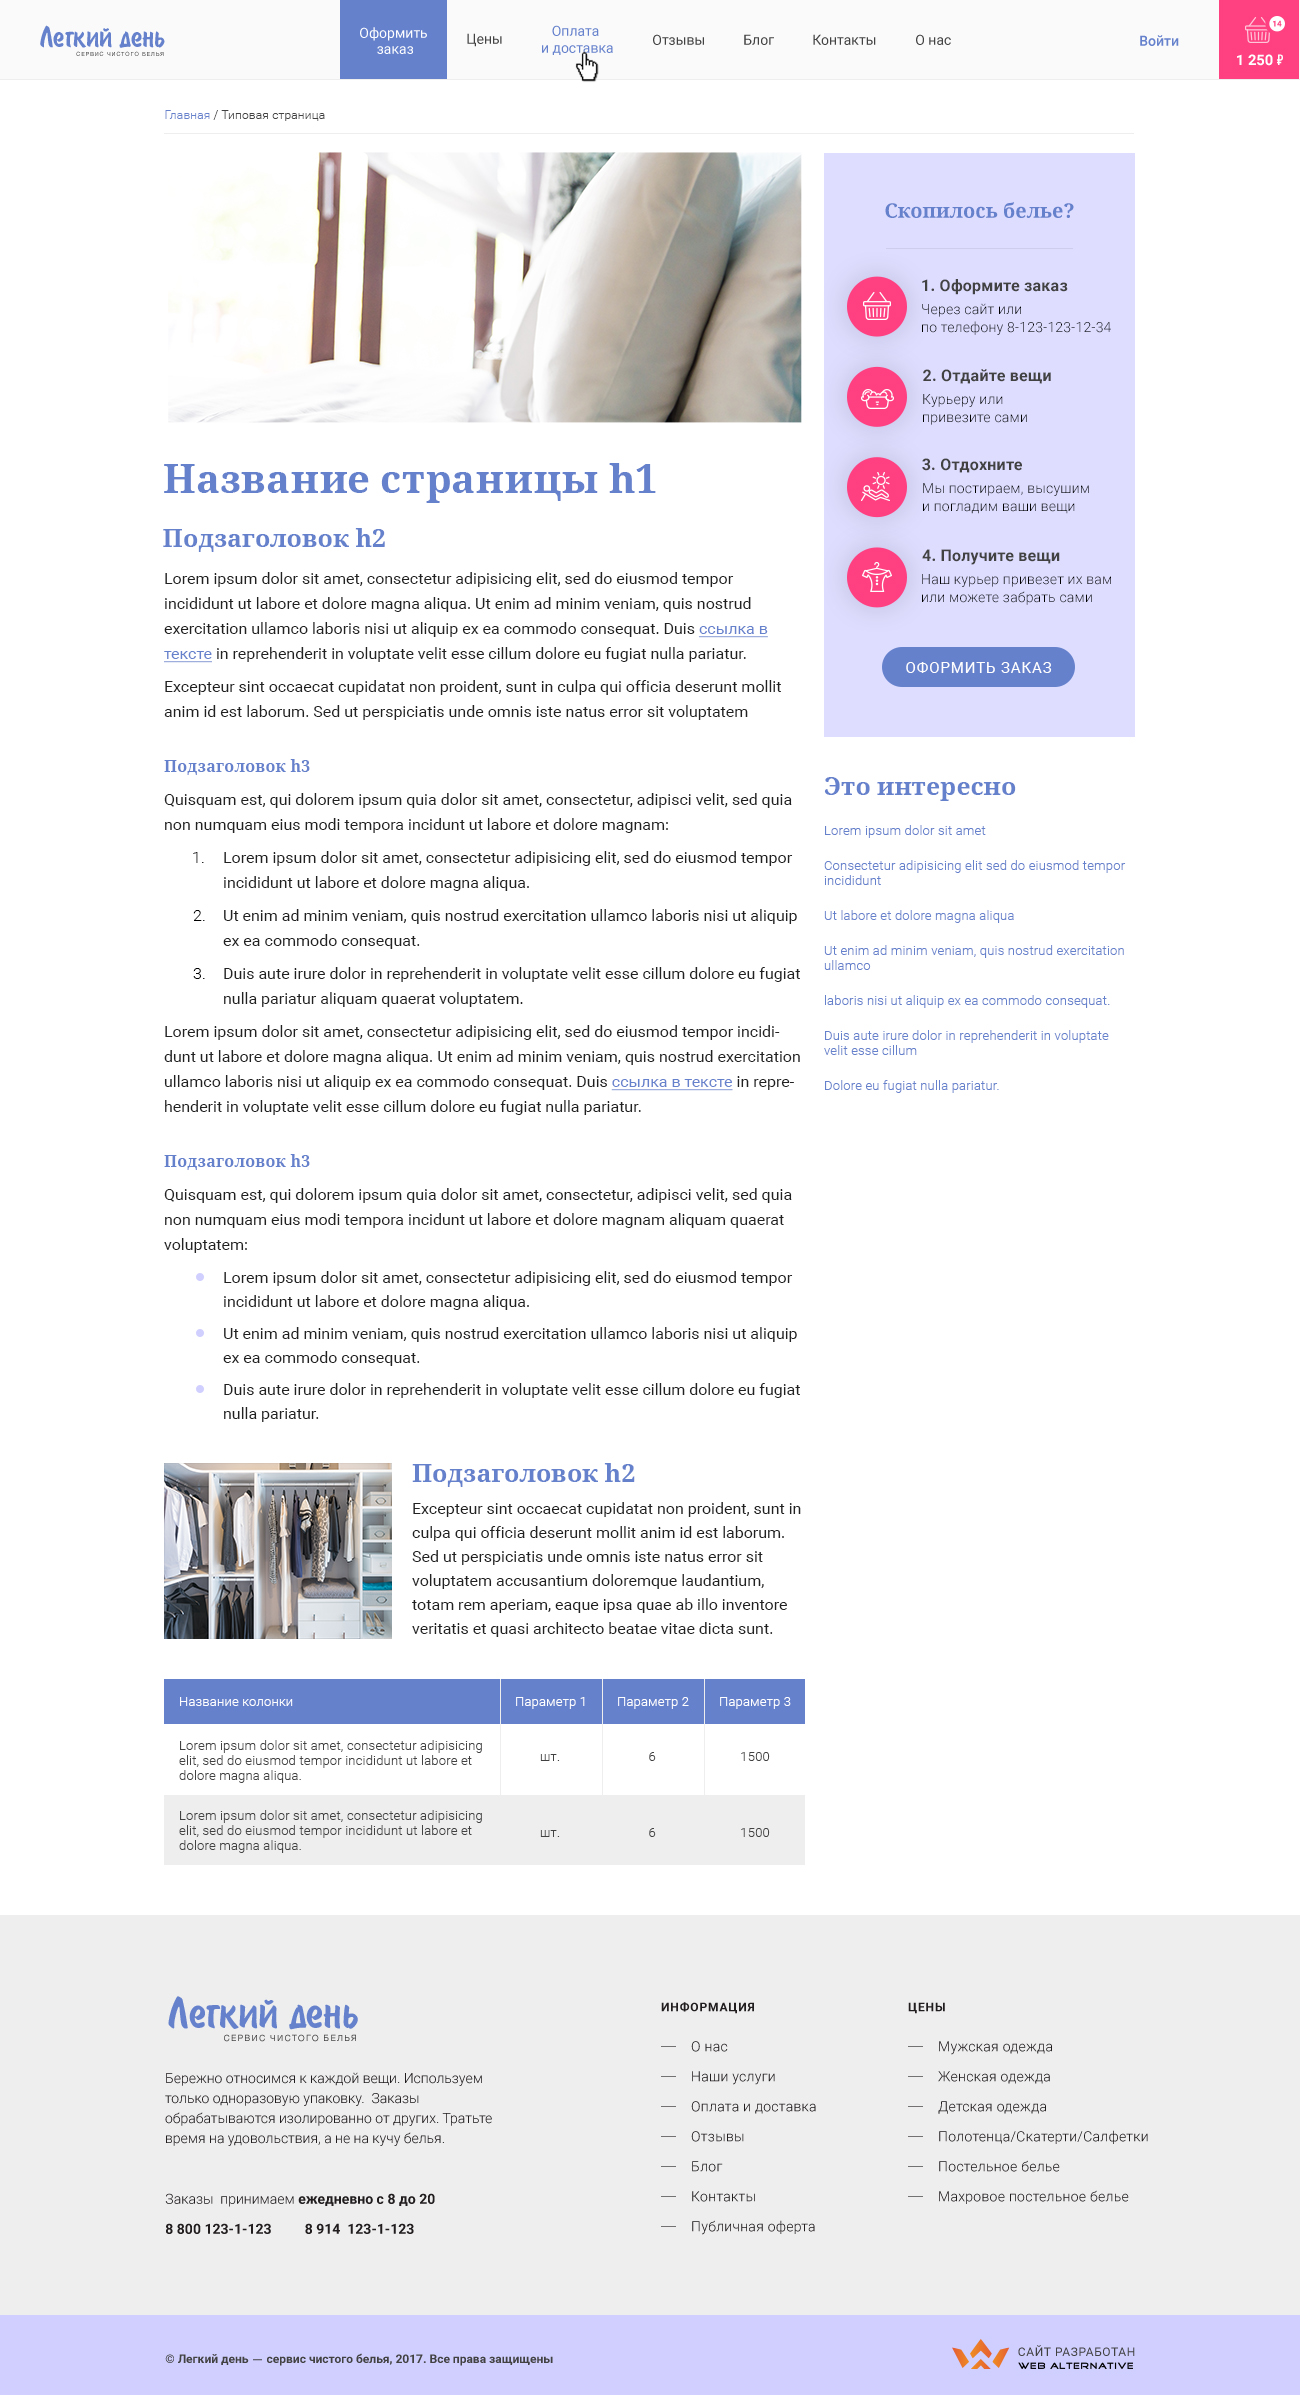 Легкий день
СЕРВИС ЧИСТОГО БЕЛЬЯ
Оформить
заказ
Цены
Оплата
и доставка
Отзывы
Блог
Контакты
О нас
Войти
14
1 250 ₽
Главная / Типовая страница
Название страницы h1
Подзаголовок h2
Lorem ipsum dolor sit amet, consectetur adipisicing elit, sed do eiusmod tempor
incididunt ut labore et dolore magna aliqua. Ut enim ad minim veniam, quis nostrud
exercitation ullamco laboris nisi ut aliquip ex ea commodo consequat. Duis ссылка в
тексте in reprehenderit in voluptate velit esse cillum dolore eu fugiat nulla pariatur.
Excepteur sint occaecat cupidatat non proident, sunt in culpa qui officia deserunt mollit
anim id est laborum. Sed ut perspiciatis unde omnis iste natus error sit voluptatem
Подзаголовок h3
Quisquam est, qui dolorem ipsum quia dolor sit amet, consectetur, adipisci velit, sed quia
non numquam eius modi tempora incidunt ut labore et dolore magnam:
1. Lorem ipsum dolor sit amet, consectetur adipisicing elit, sed do eiusmod tempor
incididunt ut labore et dolore magna aliqua.
2. Ut enim ad minim veniam, quis nostrud exercitation ullamco laboris nisi ut aliquip
ex ea commodo consequat.
3. Duis aute irure dolor in reprehenderit in voluptate velit esse cillum dolore eu fugiat
nulla pariatur aliquam quaerat voluptatem.
Lorem ipsum dolor sit amet, consectetur adipisicing elit, sed do eiusmod tempor incidi-
dunt ut labore et dolore magna aliqua. Ut enim ad minim veniam, quis nostrud exercitation
ullamco laboris nisi ut aliquip ex ea commodo consequat. Duis ссылка в тексте in repre-
henderit in voluptate velit esse cillum dolore eu fugiat nulla pariatur.
Подзаголовок h3
Quisquam est, qui dolorem ipsum quia dolor sit amet, consectetur, adipisci velit, sed quia
non numquam eius modi tempora incidunt ut labore et dolore magnam aliquam quaerat
voluptatem:
Lorem ipsum dolor sit amet, consectetur adipisicing elit, sed do eiusmod tempor
incididunt ut labore et dolore magna aliqua.
Ut enim ad minim veniam, quis nostrud exercitation ullamco laboris nisi ut aliquip
ex ea commodo consequat.
Duis aute irure dolor in reprehenderit in voluptate velit esse cillum dolore eu fugiat
nulla pariatur.
Подзаголовок h2
Excepteur sint occaecat cupidatat non proident, sunt in
culpa qui officia deserunt mollit anim id est laborum.
Sed ut perspiciatis unde omnis iste natus error sit
voluptatem accusantium doloremque laudantium,
totam rem aperiam, eaque ipsa quae ab illo inventore
veritatis et quasi architecto beatae vitae dicta sunt.
Название колонки Параметр 1 Параметр 2 Параметр 3
Lorem ipsum dolor sit amet, consectetur adipisicing
elit, sed do eiusmod tempor incididunt ut labore et
dolore magna aliqua.
шт. 6 1500
Lorem ipsum dolor sit amet, consectetur adipisicing
elit, sed do eiusmod tempor incididunt ut labore et
dolore magna aliqua.
шт. 6 1500
Скопилось белье?
1. Оформите заказ
Через сайт или
по телефону 8-123-123-12-34
2. Отдайте вещи
Курьеру или
привезите сами
3. Отдохните
Мы постираем, высушим
и погладим ваши вещи
4. Получите вещи
Наш курьер привезет их вам
или можете забрать сами
ОФОРМИТЬ ЗАКАЗ
Это интересно
Lorem ipsum dolor sit amet
Consectetur adipisicing elit sed do eiusmod tempor
incididunt
Ut labore et dolore magna aliqua
Ut enim ad minim veniam, quis nostrud exercitation
ullamco
laboris nisi ut aliquip ex ea commodo consequat.
Duis aute irure dolor in reprehenderit in voluptate
velit esse cillum
Dolore eu fugiat nulla pariatur.
Легкий день
СЕРВИС ЧИСТОГО БЕЛЬЯ
Бережно относимся к каждой вещи. Используем
только одноразовую упаковку. Заказы
обрабатываются изолированно от других. Тратьте
время на удовольствия, а не на кучу белья.
Заказы принимаем ежедневно с 8 до 20
8 800 123-1-123 8 914 123-1-123
ИНФОРМАЦИЯ
— О нас
— Наши услуги
— Оплата и доставка
— Отзывы
— Блог
— Контакты
— Публичная оферта
ЦЕНЫ
— Мужская одежда
— Женская одежда
— Детская одежда
— Полотенца/Скатерти/Салфетки
— Постельное белье
— Махровое постельное белье
© Легкий день — сервис чистого белья, 2017. Все права защищены
САЙТ РАЗРАБОТАН
WEB ALTERNATIVE